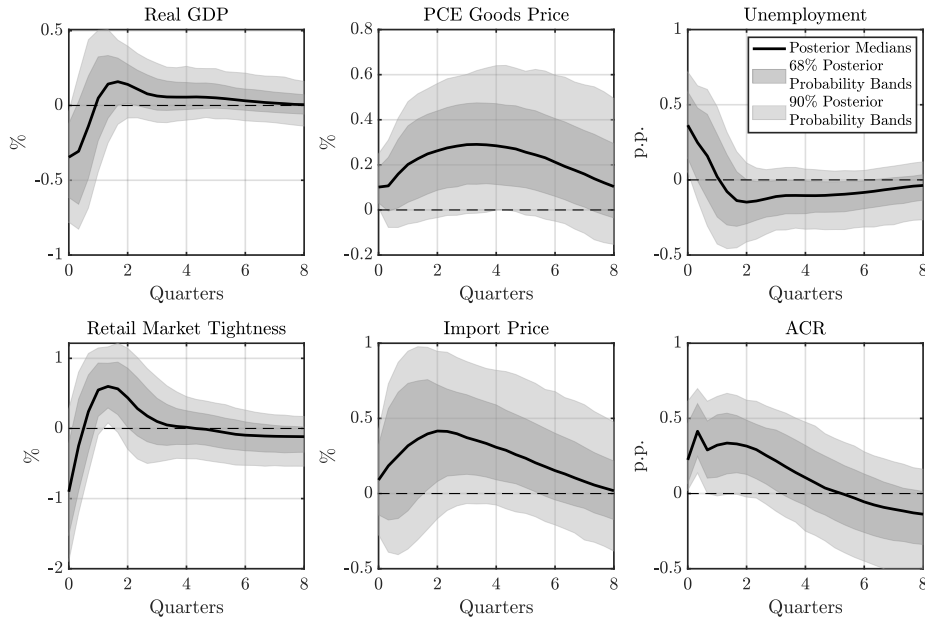 Real GDP
0.5
0
-0.5
-1
%
0 2 4 6 8
Quarters
PCE Goods Price
0.8
0.6
0.4
0.2
0
0.2
%
0 2 4 6 8
Quarters
Unemployment
1
0.5
0
-0.5
p.p.
Posterior Medians
68% Posterior
Probability Bands
90% Posterior
Probability Bands
0 2 4 6 8
Quarters
Retail Market Tightness
1
0
-1
-2
%
0 2 4 6 8
Quarters
Import Price
1
0.5
0
0.5
%
0 2 4 6 8
Quarters
ACR
1
0.5
0
0.5
p.p.
0 2 4 6 8
Quarters